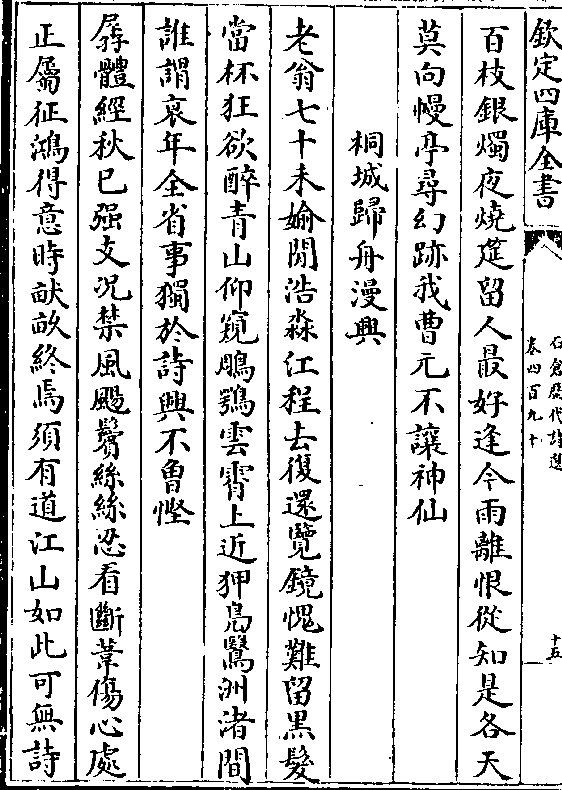 欽定四庫全書
石倉歷代詩選
卷四百九十
十五
百枝銀燭夜燒筵留人最好逢今雨離恨從知是各天
莫向幔亭尋幻跡我曹元不讓神仙
桐城歸舟漫興
老翁七十未媮閒浩淼江程去復還覽鏡愧難留黑髮
當杯狂欲醉青山仰窺鵰鶚雲霄上近狎鳬鷖洲渚間
誰謂衰年全省事獨於詩興不曾慳
孱體經秋已强支況禁風颺鬢絲絲忍看斷葦傷心處
正屬征鴻得意時畎畝終焉須有道江山如此可無詩